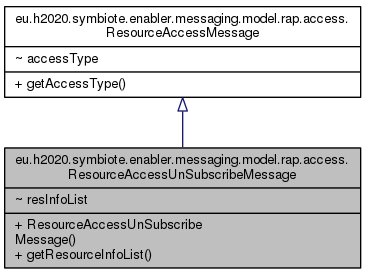 eu.h2020.symbiote.enabler.messaging.model.rap.access.
ResourceAccessMessage
~ accessType
+ getAccessType()
eu.h2020.symbiote.enabler.messaging.model.rap.access.
ResourceAccessUnSubscribeMessage
~ resInfoList
+ ResourceAccessUnSubscribe
Message()
+ getResourceInfoList()